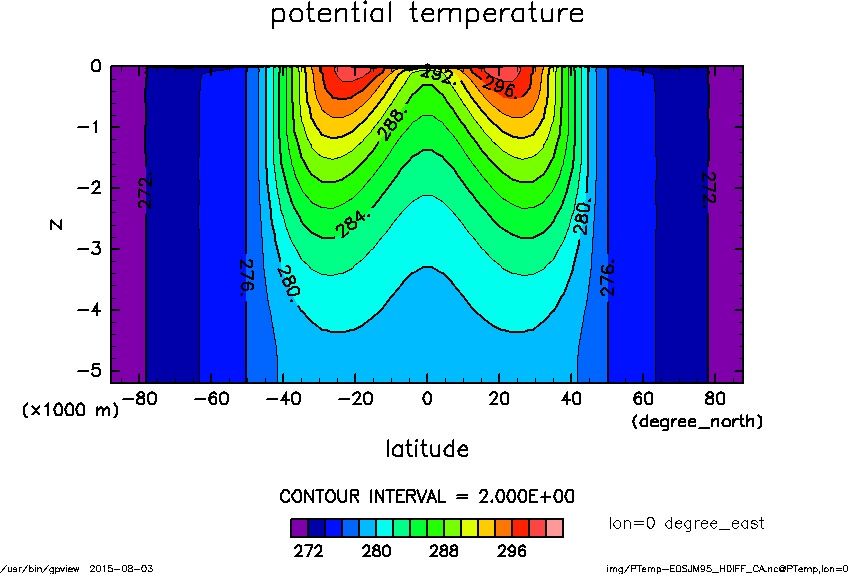 potential temperature
0
−1
−2
−3
−4
−5
z
292.
296.
288.
284.
272.
272.
280.
280.
276.
276.
−80 −60 −40 −20 0 20 40 60 80
(×1000 m)
(degree_north)
latitude
CONTOUR INTERVAL = 2.000E+00
272 280 288 296
lon=0 degree_east
/usr/bin/gpview 2015-08-03
img/PTemp-EOSJM95_HDIFF_CA.nc@PTemp,lon=0